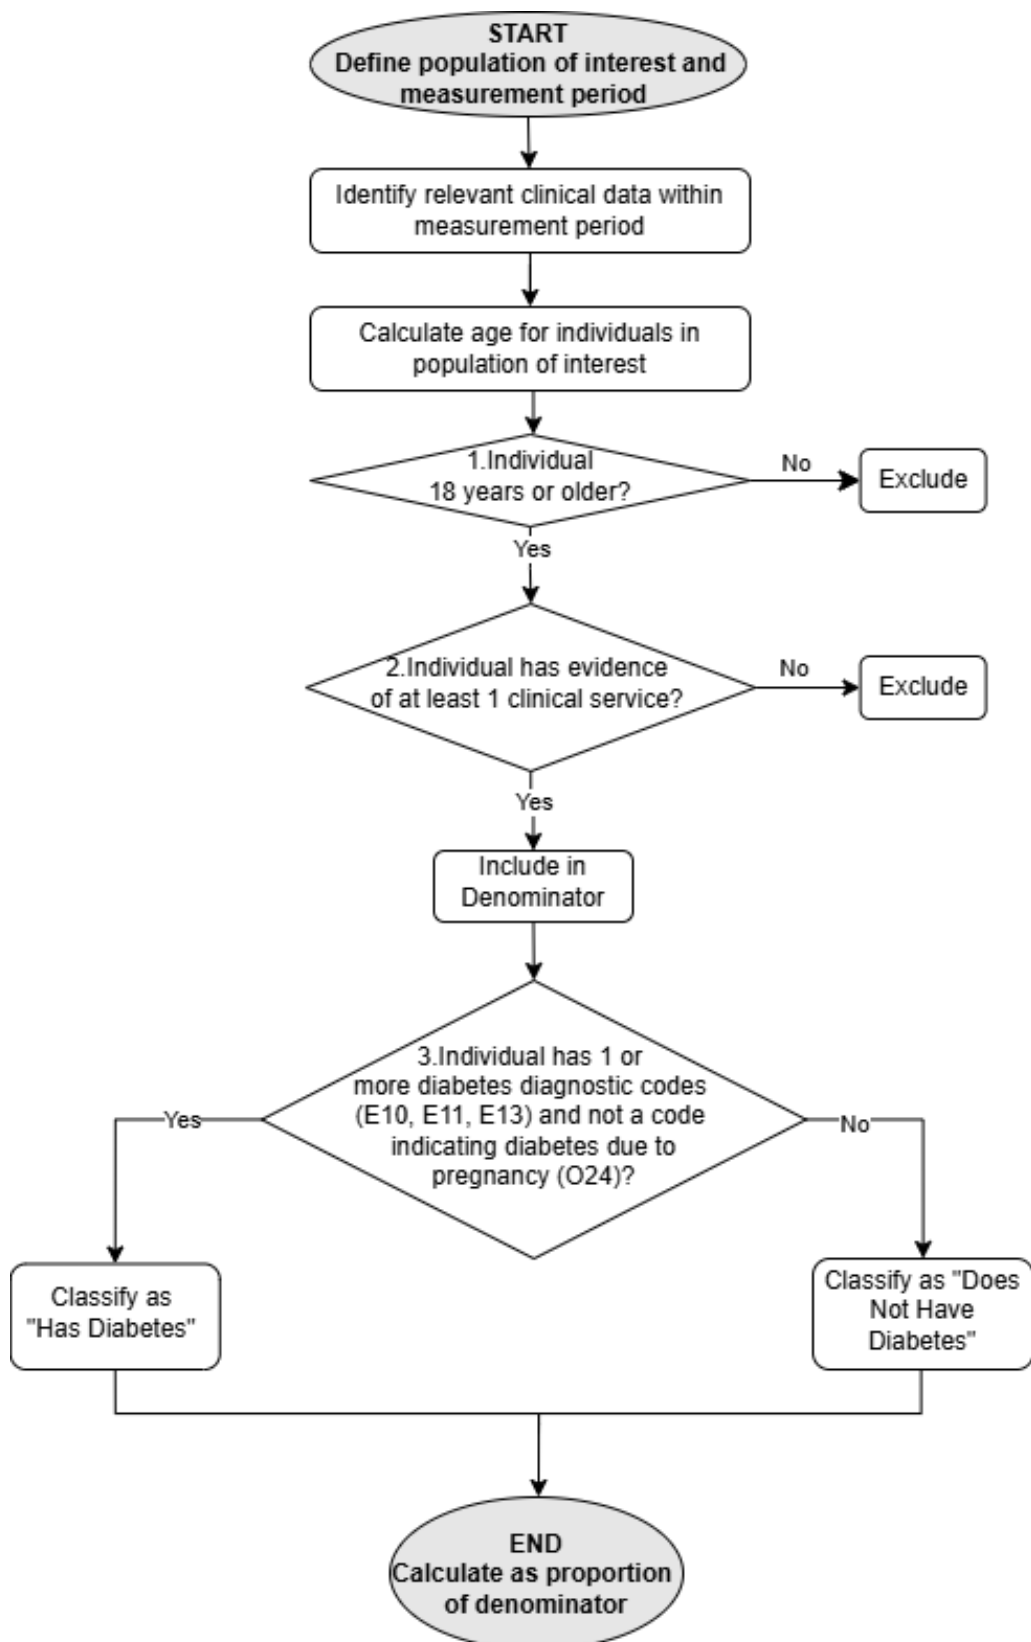 START
Define population of interest and
measurement period
Identify relevant clinical data within
measurement period
Calculate age for individuals in
population of interest
1.Individual
18 years or older?
No
Exclude
Yes
2.Individual has evidence
of at least 1 clinical service?
No
Exclude
Yes
Include in
Denominator
3.Individual has 1 or
more diabetes diagnostic codes
(E10, E11, E13) and not a code
indicating diabetes due to
pregnancy (O24)?
Yes
No
Classify as
"Has Diabetes"
Classify as "Does
Not Have
Diabetes"
END
Calculate as proportion
of denominator